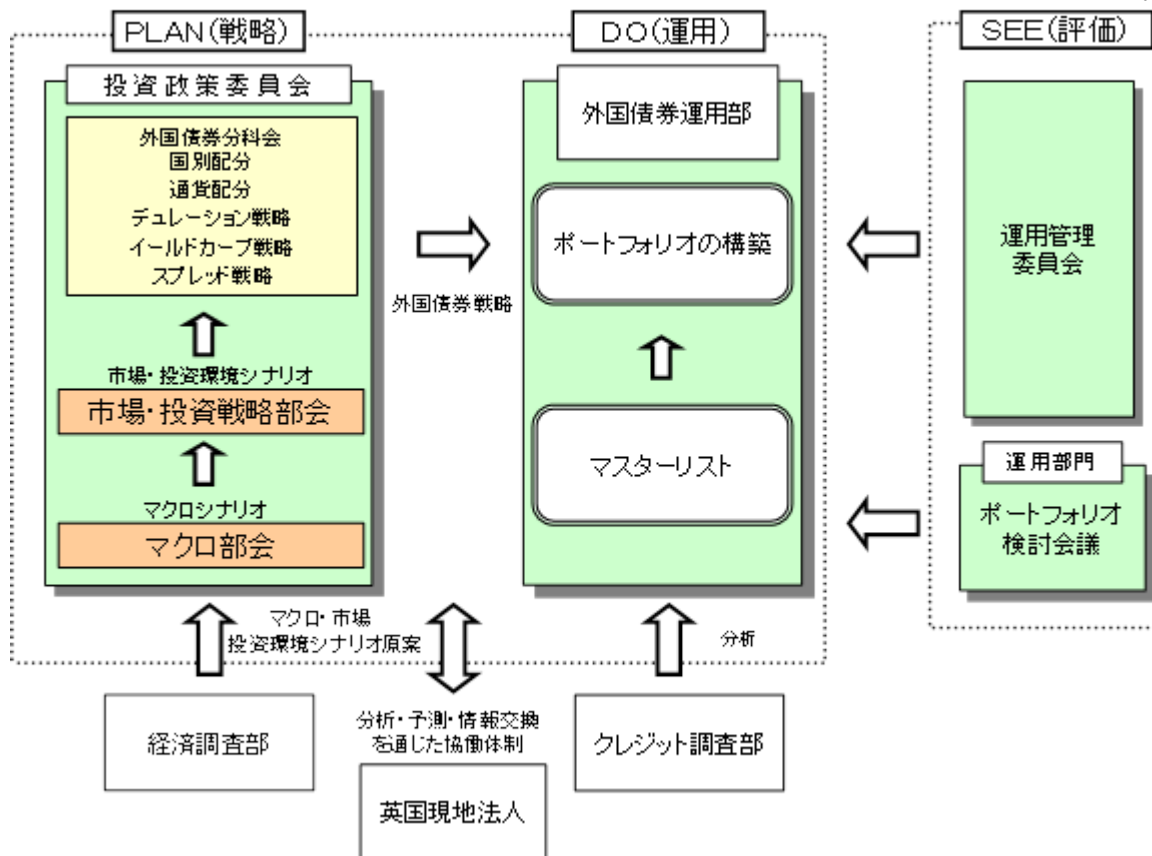 PLAN(戦略)
投資政策委員会
外国債券分科会
国別配分
通貨配分
デュレーション戦略
イールドカーブ戦略
スプレッド戦略
市場・投資環境シナリオ
市場・投資戦略部会
マクロシナリオ
マクロ部会
外国債券戦略
DO(運用)
外国債券運用部
ポートフォリオの構築
マスターリスト
SEE(評価)
運用管理
委員会
運用部門
ポートフォリオ
検討会議
マクロ・市場
投資環境シナリオ原案
分析
経済調査部
分析・予測・情報交換
を通じた協働体制
英国現地法人
クレジット調査部